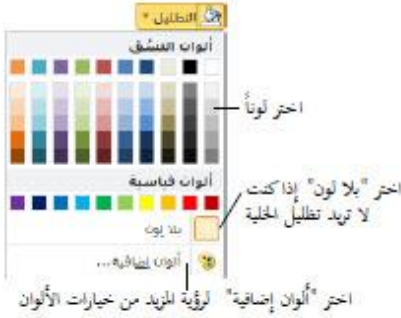 التظليل
ألوان النسق
اختر لوناً
ألوان قياسية
اختر "بلا لون" إذا كنت
لا تريد تظليل الخلية
بلا لون
ألوان إضافية...
اختر "ألوان إضافية" لرؤية المزيد من خيارات الألوان